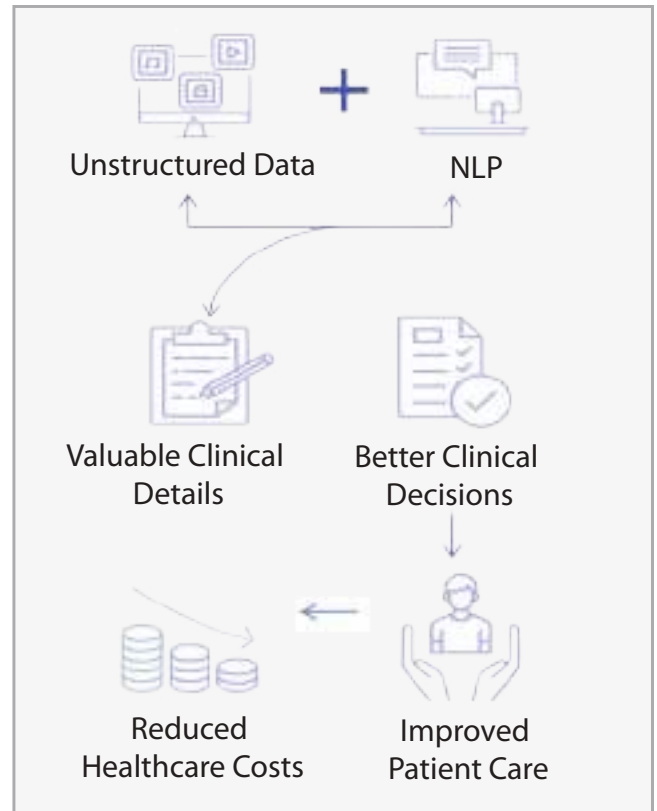 Unstructured Data
NLP
Valuable Clinical
Details
Better Clinical
Decisions
Reduced
Healthcare Costs
Improved
Patient Care